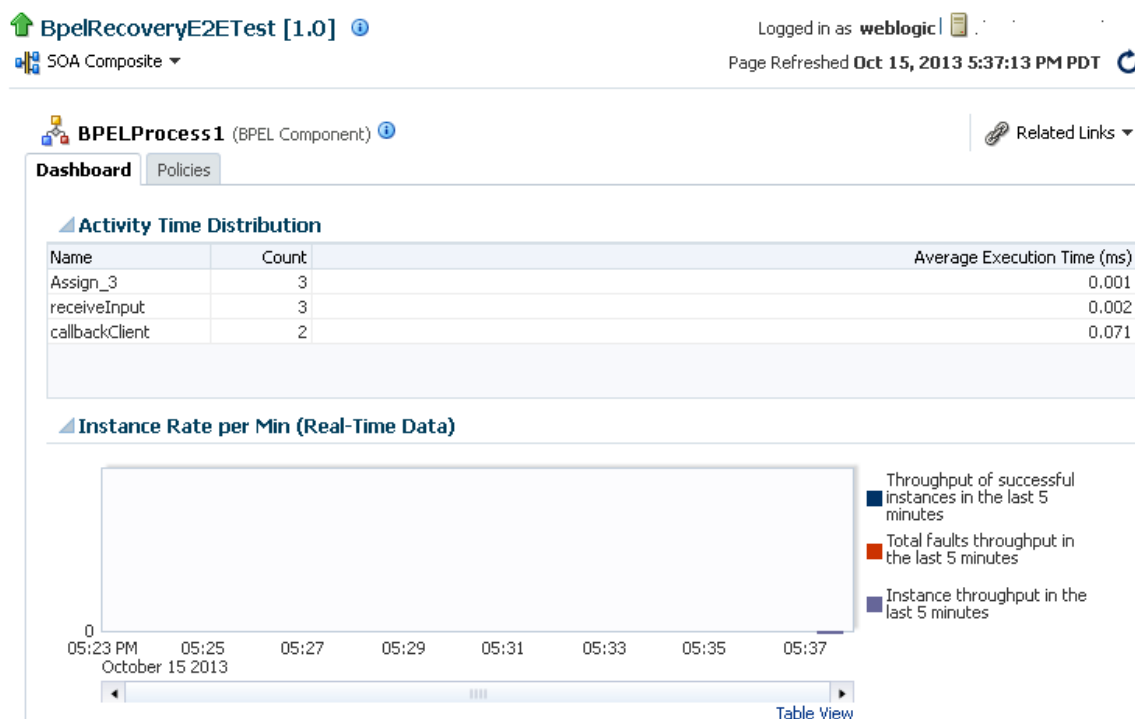 BpelRecoveryE2ETest [1.0]
Logged in as weblogic
SOA Composite
Page Refreshed Oct 15, 2013 5:37:13 PM PDT
BPELProcess1 (BPEL Component)
Related Links
Dashboard Policies
Activity Time Distribution
Name Count Average Execution Time (ms)
Assign_3 3 0.001
receiveInput 3 0.002
callbackClient 2 0.071
Instance Rate per Min (Real-Time Data)
Throughput of successful
instances in the last 5
minutes
Total faults throughput in
the last 5 minutes
Instance throughput in the
last 5 minutes
0
05:23 PM 05:25 05:27 05:29 05:31 05:33 05:35 05:37
October 15 2013
Table View